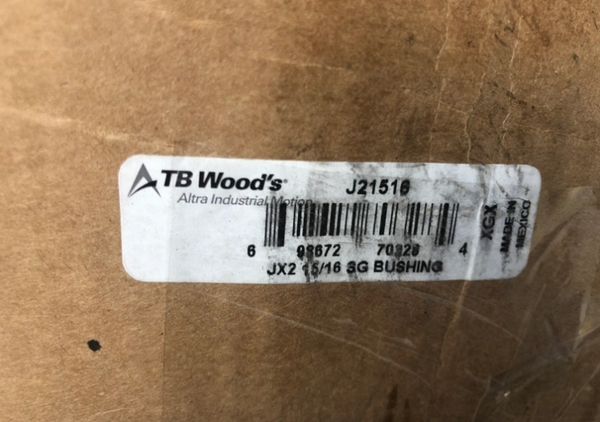 TB Wood's J21516
Altra Industrial Motion
6 98672 70328 4
JX2 15/16 SG BUSHING
XGX
MADE IN
MEXICO